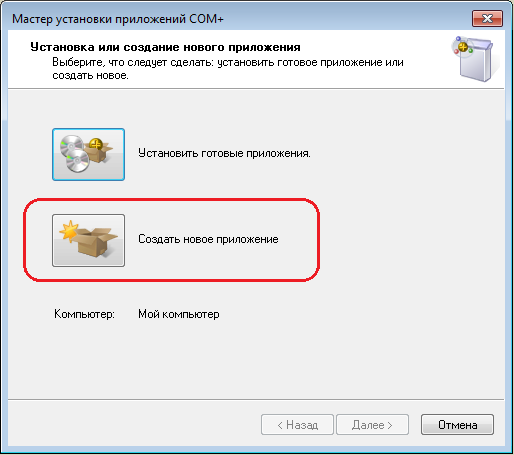 Мастер установки приложений COM+
Установка или создание нового приложения
Выберите, что следует сделать: установить готовое приложение или
создать новое.
Установить готовые приложения.
Создать новое приложение
Компьютер: Мой компьютер
< Назад Далее > Отмена